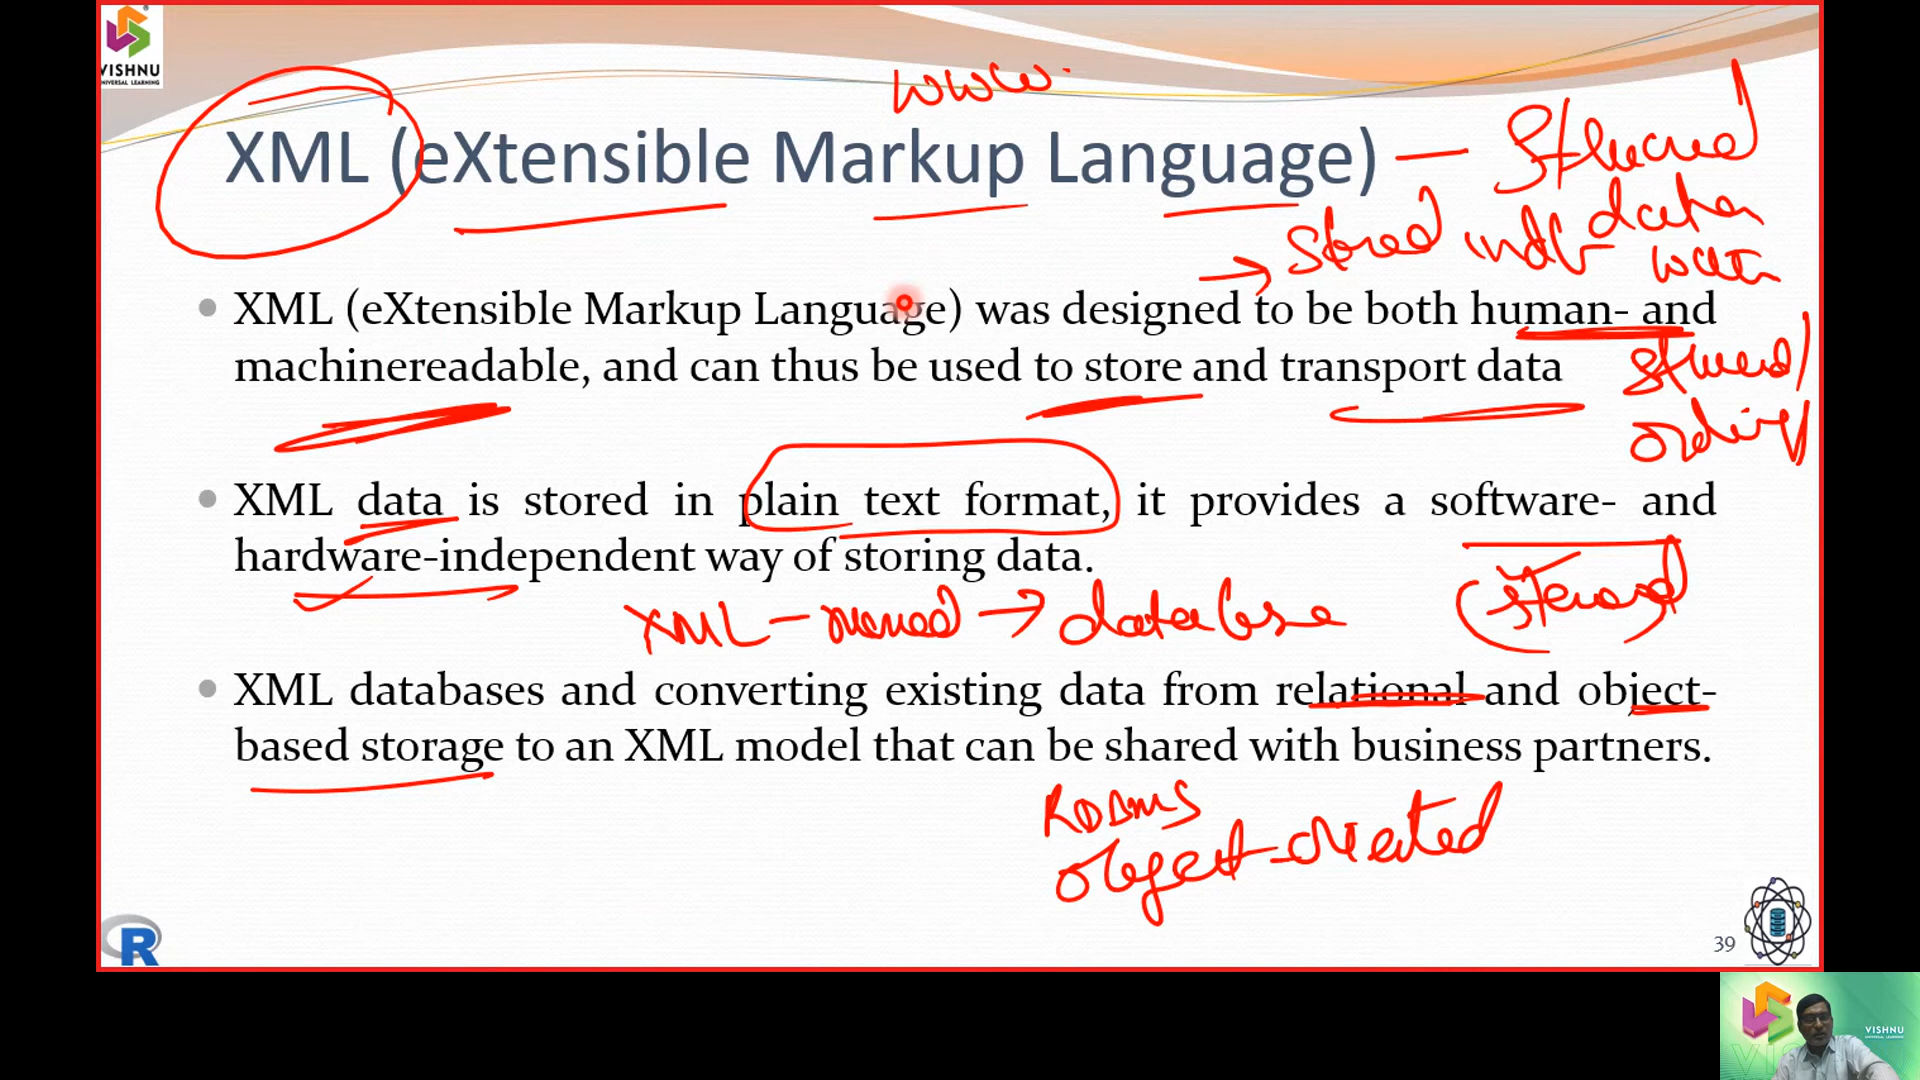 VISHNU
UNIVERSAL LEARNING
www.
XML (eXtensible Markup Language)
data
stored
• XML (eXtensible Markup Language) was designed to be both human- and
machinereadable, and can thus be used to store and transport data
• XML data is stored in plain text format, it provides a software- and
hardware-independent way of storing data.
XML - → database
• XML databases and converting existing data from relational and object-
based storage to an XML model that can be shared with business partners.
RDBMS
object-oriented
R
39
VISHNU